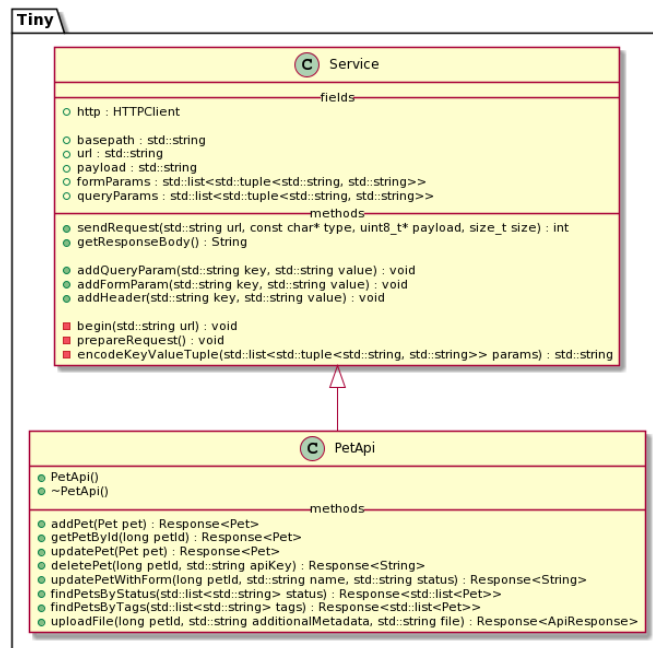 Tiny
C Service
fields
http : HTTPClient
basepath : std::string
url : std::string
payload : std::string
formParams : std::list<std::tuple<std::string, std::string>>
queryParams : std::list<std::tuple<std::string, std::string>>
methods
sendRequest(std::string url, const char* type, uint8_t* payload, size_t size) : int
getResponseBody() : String
addQueryParam(std::string key, std::string value) : void
addFormParam(std::string key, std::string value) : void
addHeader(std::string key, std::string value) : void
begin(std::string url) : void
prepareRequest() : void
encodeKeyValueTuple(std::list<std::tuple<std::string, std::string>> params) : std::string
C PetApi
PetApi()
~PetApi()
methods
addPet(Pet pet) : Response<Pet>
getPetById(long petId) : Response<Pet>
updatePet(Pet pet) : Response<Pet>
deletePet(long petId, std::string apiKey) : Response<String>
updatePetWithForm(long petId, std::string name, std::string status) : Response<String>
findPetsByStatus(std::list<std::string> status) : Response<std::list<Pet>>
findPetsByTags(std::list<std::string> tags) : Response<std::list<Pet>>
uploadFile(long petId, std::string additionalMetadata, std::string file) : Response<ApiResponse>